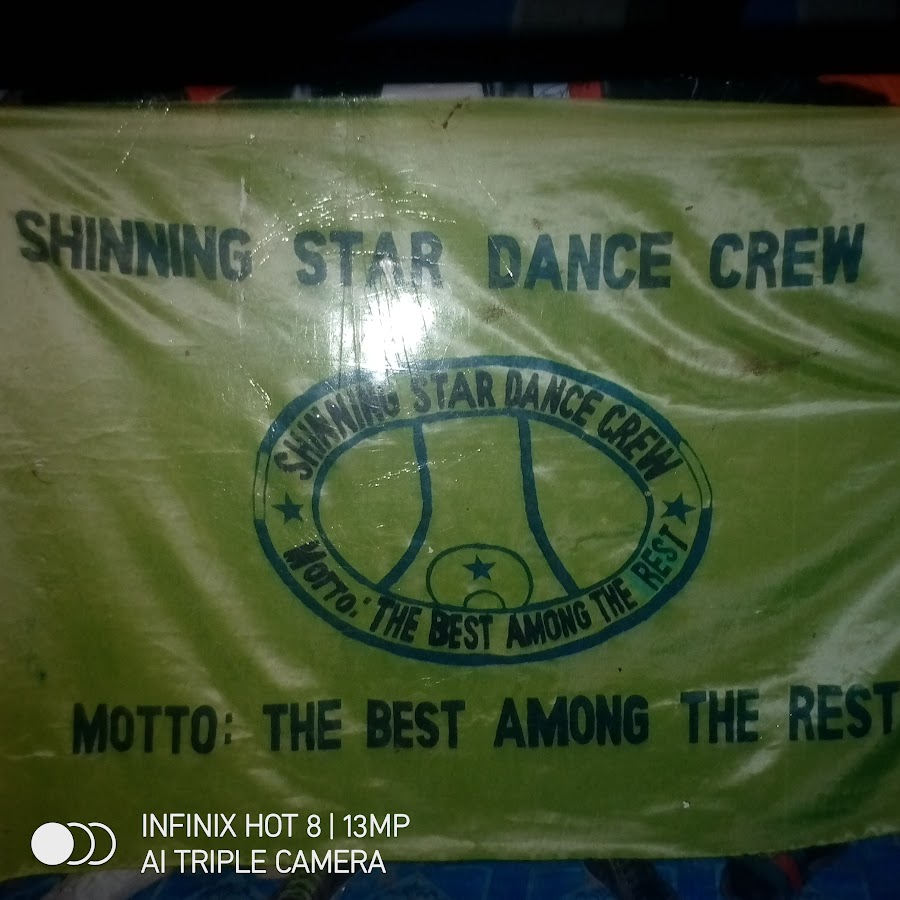 SHINNING STAR DANCE CREW
SHINNING STAR DANCE CREW
MOTTO: THE BEST AMONG THE REST
MOTTO: THE BEST AMONG THE REST
INFINIX HOT 8 | 13MP
AI TRIPLE CAMERA